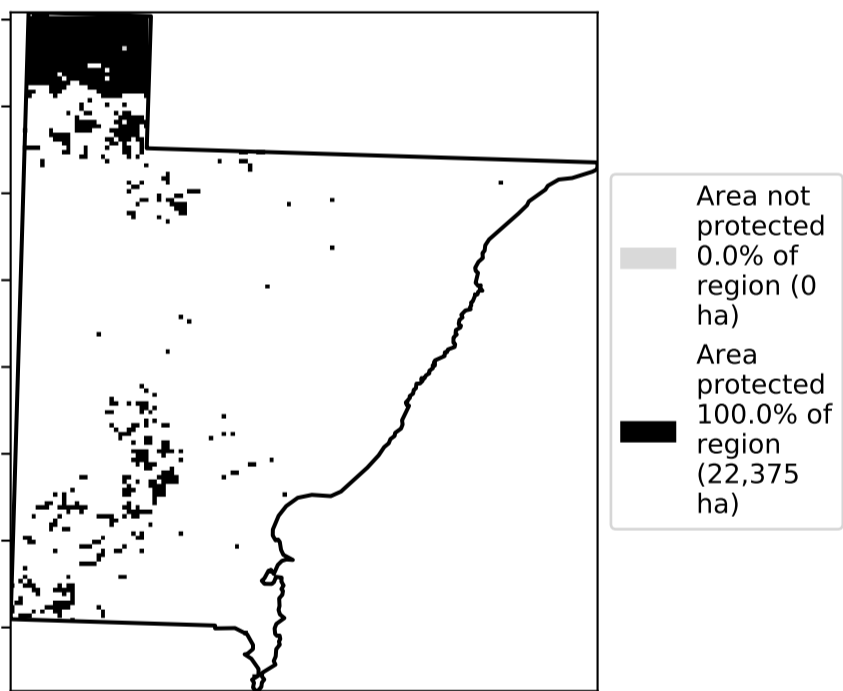 Area not
protected
0.0% of
region (0
ha)
Area
protected
100.0% of
region
(22,375
ha)